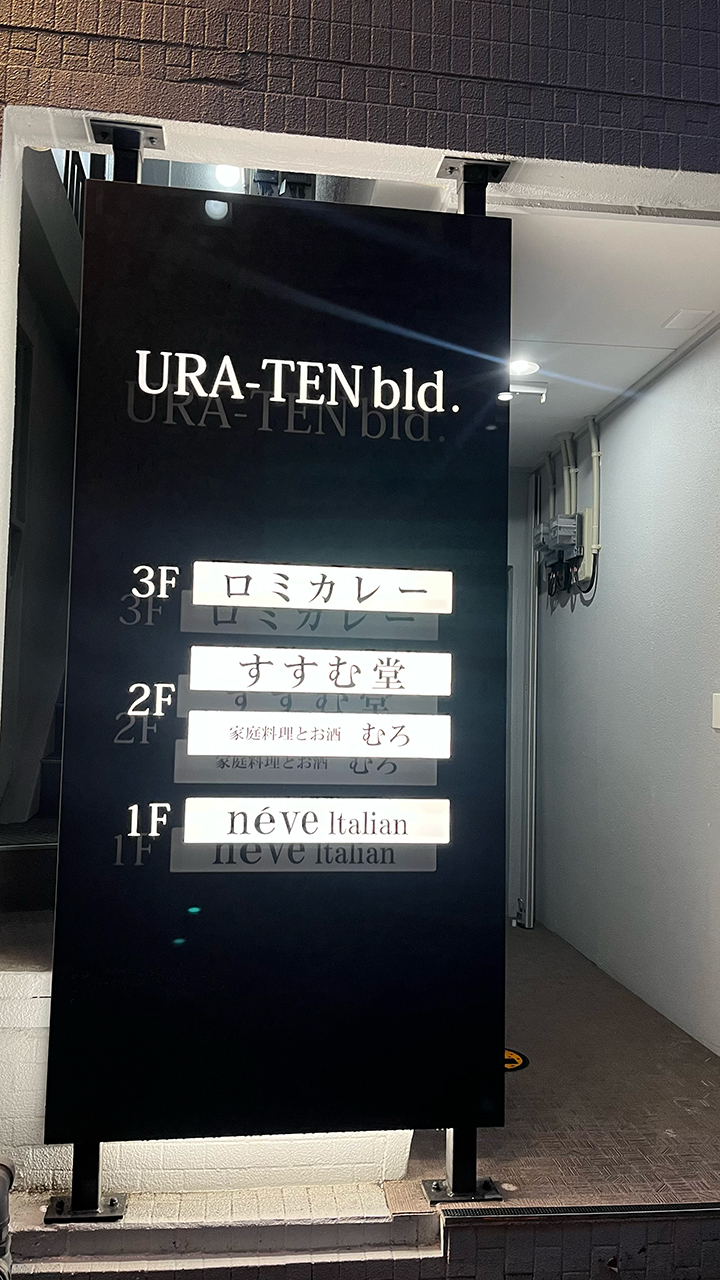 URA-TEN bld.
3F ロミカレー
2F すすむ堂
家庭料理とお酒 むろ
1F néve Italian